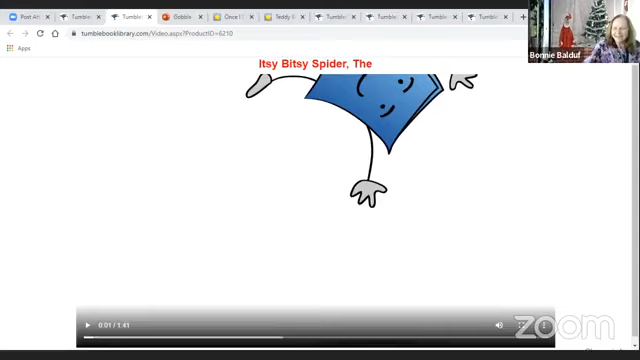 Post Att
Tumble
Tumble
Gobble
Once I
Teddy B
Tumble
Tumble
Tumble
Tumble
tumblebooklibrary.com/Video.aspx?ProductID=6210
Apps
Itsy Bitsy Spider, The
Bonnie Balduf
0:01 / 1:41
zoom